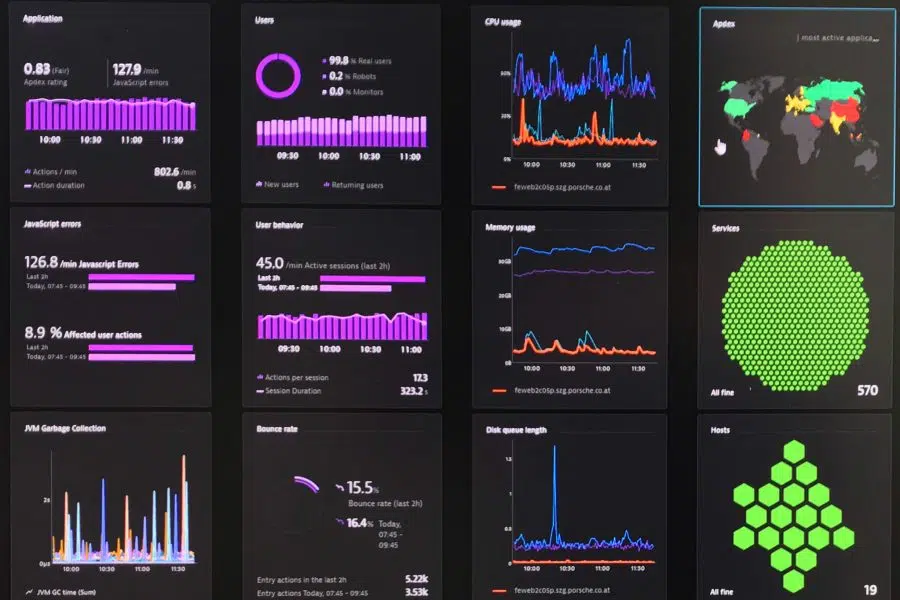 Application
0.83 (Fair)
Apdex rating
127.9 /min
JavaScript errors
10:00 10:30 11:00 11:30
Actions / min 802.6 /min
Action duration 0.8 s
Users
99.8 % Real users
0.2 % Robots
0.0 % Monitors
09:30 10:00 10:30 11:00
New users Returning users
CPU usage
0%
10:00 10:30 11:00 11:30
feweb2c05p.szg.porsche.co.at
Apdex
most active applica...
JavaScript errors
126.8 /min Javascript Errors
Last 2h
Today, 07:45 - 09:45
8.9 % Affected user actions
Last 2h
Today, 07:45 - 09:45
User behavior
45.0 /min Active sessions (last 2h)
Last 2h
Today, 07:45 - 09:45
09:30 10:00 10:30 11:00
Actions per session 17.3
Session Duration 323.2 s
Memory usage
10GB
10:00 10:30 11:00 11:30
feweb2c05p.szg.porsche.co.at
Services
All fine 570
JVM Garbage Collection
2s
0µs
10:00 10:30 11:00 11:30
JVM GC time (Sum)
Bounce rate
15.5%
Bounce rate (last 2h)
16.4% Today,
07:45 -
09:45
Entry actions in the last 2h 5.22k
Entry actions Today, 07:45 - 09:45 3.53k
Disk queue length
1.5
1
0.5
0
10:00 10:30 11:00 11:30
feweb2c05p.szg.porsche.co.at
Hosts
All fine 19